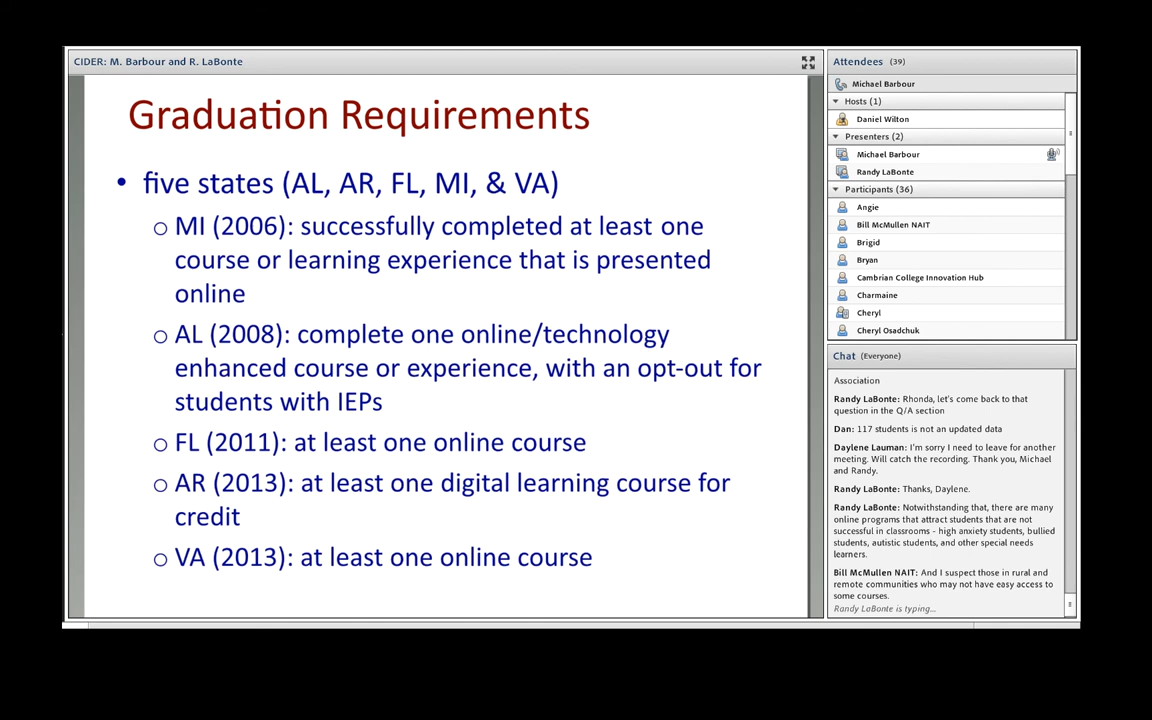 CIDER: M. Barbour and R. LaBonte
Graduation Requirements
• five states (AL, AR, FL, MI, & VA)
o MI (2006): successfully completed at least one
course or learning experience that is presented
online
o AL (2008): complete one online/technology
enhanced course or experience, with an opt-out for
students with IEPs
o FL (2011): at least one online course
o AR (2013): at least one digital learning course for
credit
o VA (2013): at least one online course
Attendees (39)
Michael Barbour
Hosts (1)
Daniel Wilton
Presenters (2)
Michael Barbour
Randy LaBonte
Participants (36)
Angie
Bill McMullen NAIT
Brigid
Bryan
Cambrian College Innovation Hub
Charmaine
Cheryl
Cheryl Osadchuk
Chat (Everyone)
Association
Randy LaBonte: Rhonda, let's come back to that
question in the Q/A section
Dan: 117 students is not an updated data
Daylene Lauman: I'm sorry I need to leave for another
meeting. Will catch the recording. Thank you, Michael
and Randy.
Randy LaBonte: Thanks, Daylene.
Randy LaBonte: Notwithstanding that, there are many
online programs that attract students that are not
successful in classrooms - high anxiety students, bullied
students, autistic students, and other special needs
learners.
Bill McMullen NAIT: And I suspect those in rural and
remote communities who may not have easy access to
some courses.
Randy LaBonte is typing...